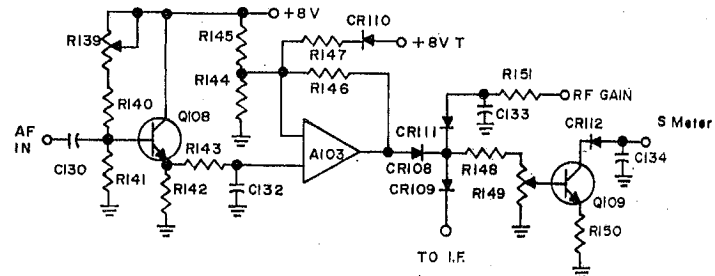 +8V
CR110
R139
R145
R147
+8V T
R144
R146
R151
RF GAIN
R140
Q108
C133
CR112
S Meter
AF
IN
R143
CR111
C130
A103
CR108
R148
C134
R141
R142
C132
CR109
R149
Q109
R150
TO I.F.